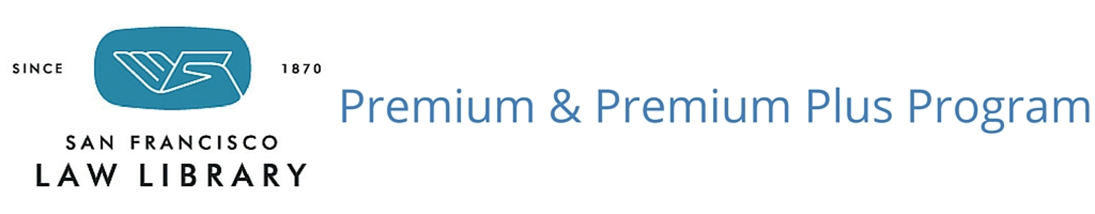 SINCE 1870
SAN FRANCISCO
LAW LIBRARY
Premium & Premium Plus Program